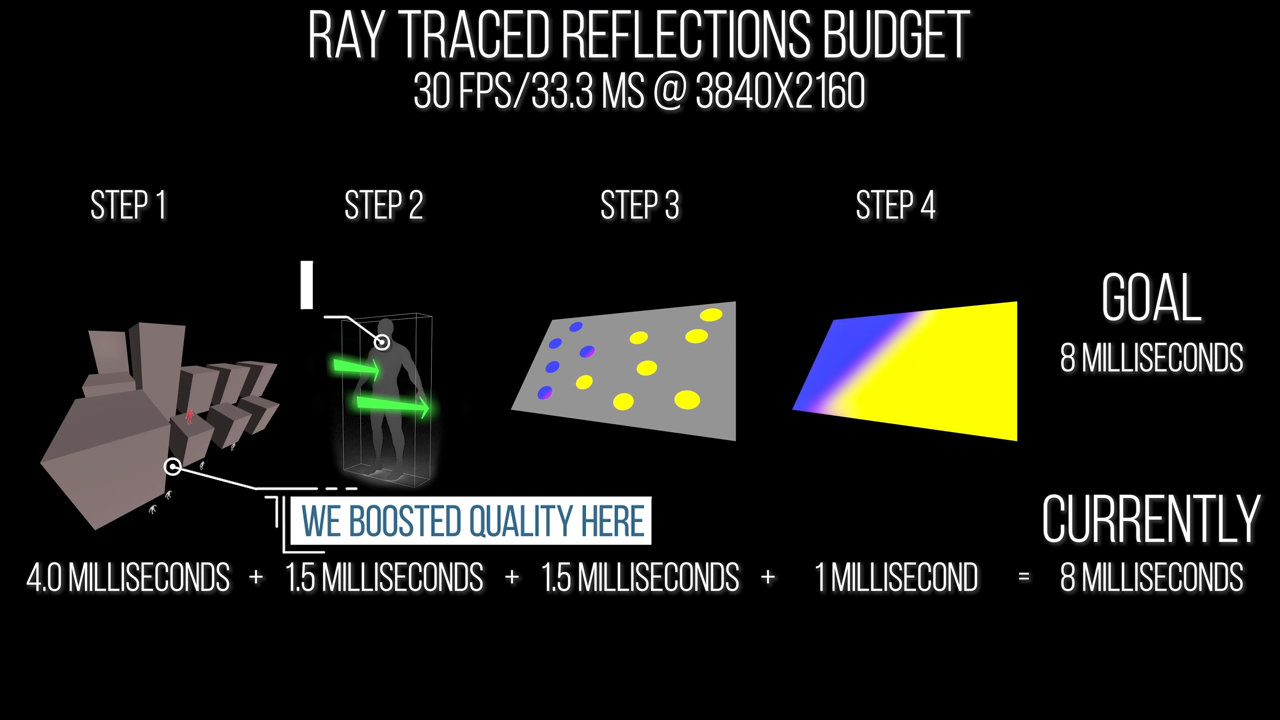 RAY TRACED REFLECTIONS BUDGET
30 FPS/33.3 MS @ 3840X2160
STEP 1
STEP 2
STEP 3
STEP 4
GOAL
8 MILLISECONDS
WE BOOSTED QUALITY HERE
CURRENTLY
4.0 MILLISECONDS + 1.5 MILLISECONDS + 1.5 MILLISECONDS + 1 MILLISECOND = 8 MILLISECONDS